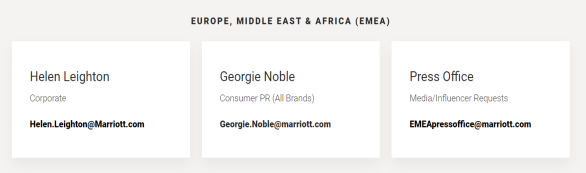 EUROPE, MIDDLE EAST & AFRICA (EMEA)
Helen Leighton
Corporate
Helen.Leighton@Marriott.com
Georgie Noble
Consumer PR (All Brands)
Georgie.Noble@marriott.com
Press Office
Media/Influencer Requests
EMEApressoffice@marriott.com